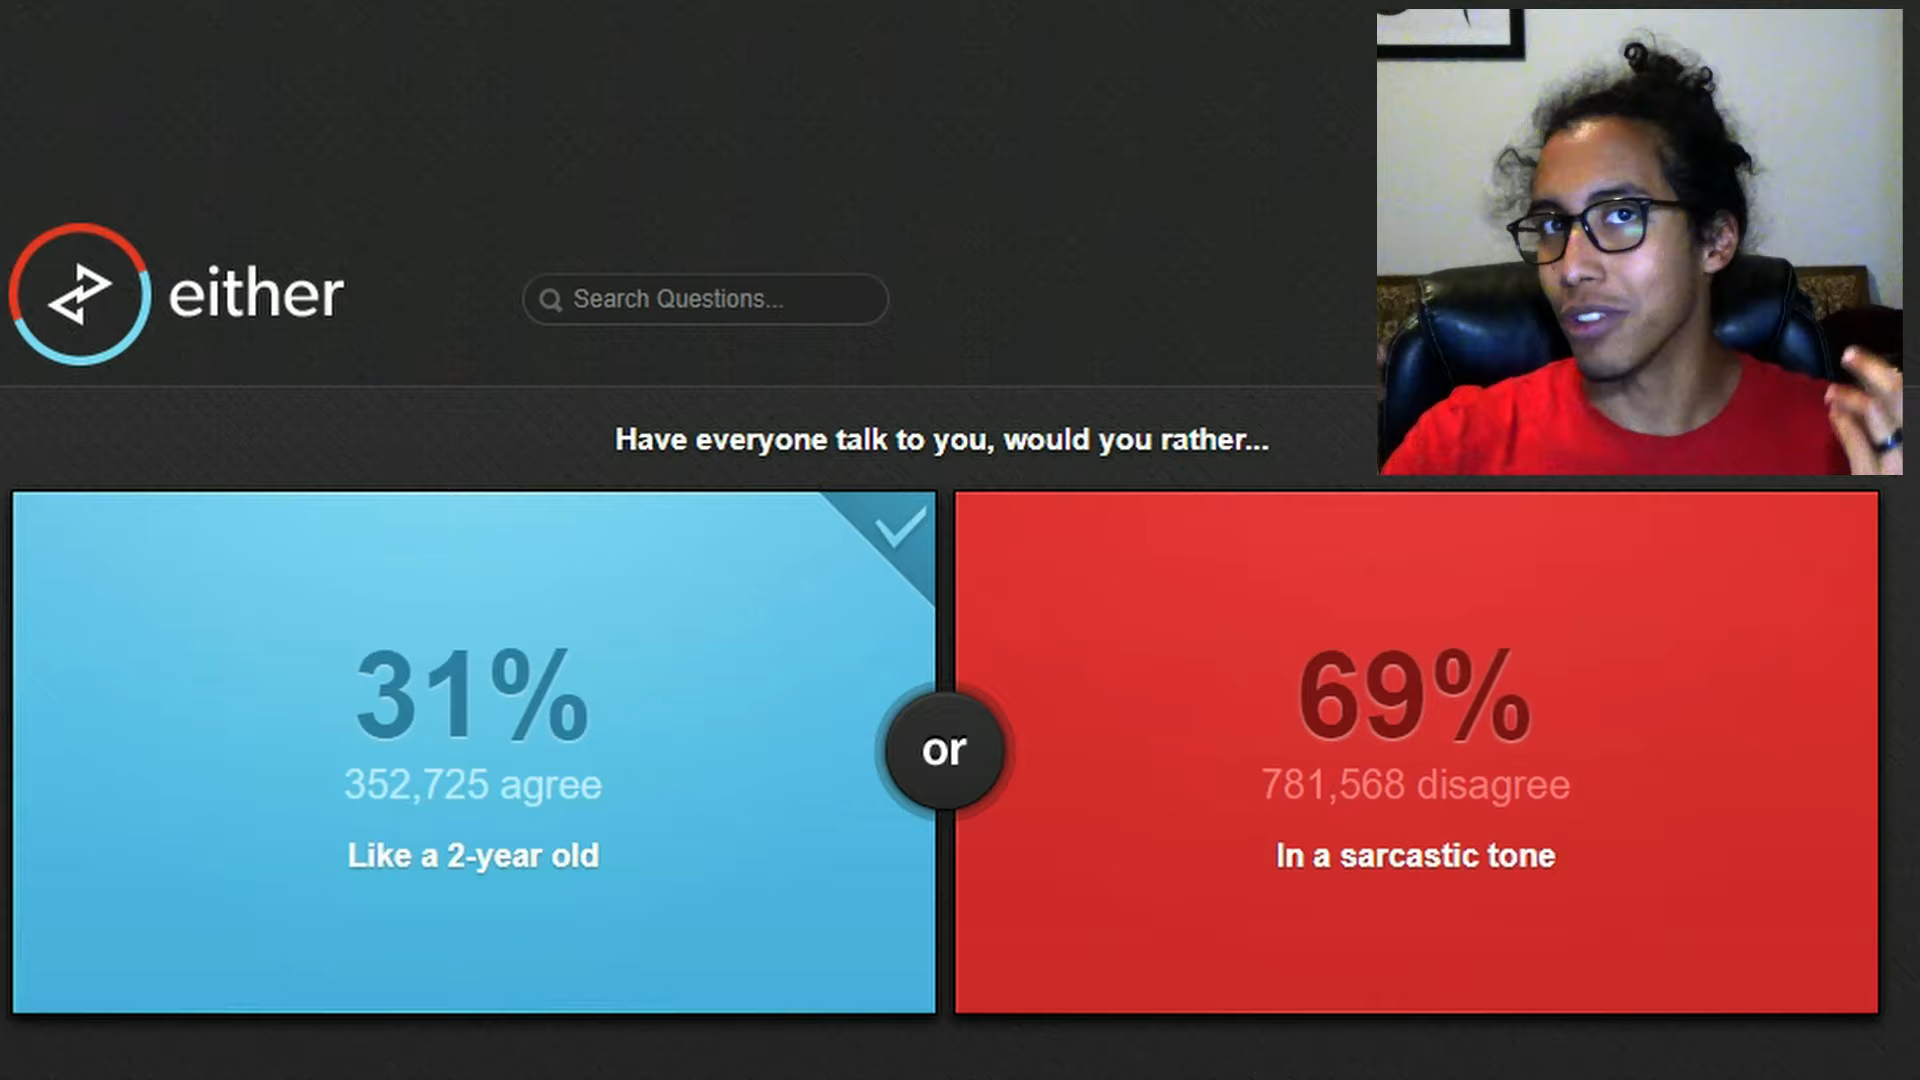 either
Search Questions...
Have everyone talk to you, would you rather...
31%
352,725 agree
Like a 2-year old
or
69%
781,568 disagree
In a sarcastic tone